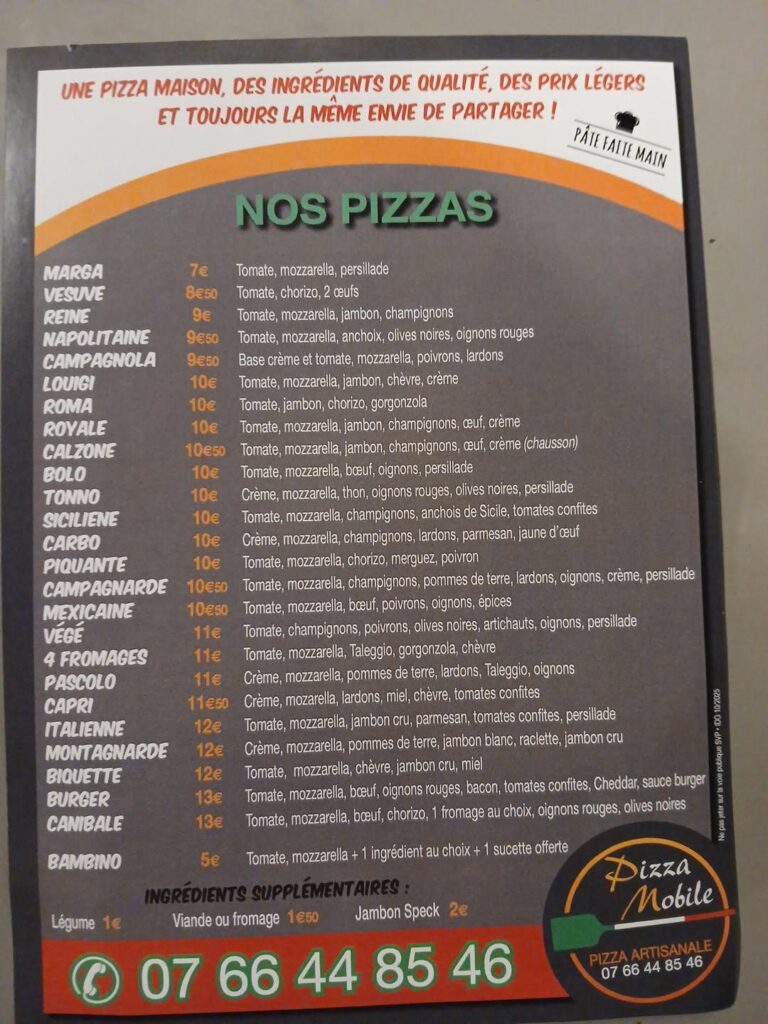 UNE PIZZA MAISON, DES INGRÉDIENTS DE QUALITÉ, DES PRIX LÉGERS
ET TOUJOURS LA MÊME ENVIE DE PARTAGER !
PÂTE FAITE MAIN
NOS PIZZAS
MARGA 7€ Tomate, mozzarella, persillade
VESUVE 8€50 Tomate, chorizo, 2 œufs
REINE 9€ Tomate, mozzarella, jambon, champignons
NAPOLITAINE 9€50 Tomate, mozzarella, anchoix, olives noires, oignons rouges
CAMPAGNOLA 9€50 Base crème et tomate, mozzarella, poivrons, lardons
LOUIGI 10€ Tomate, mozzarella, jambon, chèvre, crème
ROMA 10€ Tomate, jambon, chorizo, gorgonzola
ROYALE 10€ Tomate, mozzarella, jambon, champignons, œuf, crème
CALZONE 10€50 Tomate, mozzarella, jambon, champignons, œuf, crème (chausson)
BOLO 10€ Tomate, mozzarella, bœuf, oignons, persillade
TONNO 10€ Crème, mozzarella, thon, oignons rouges, olives noires, persillade
SICILIENE 10€ Tomate, mozzarella, champignons, anchois de Sicile, tomates confites
CARBO 10€ Crème, mozzarella, champignons, lardons, parmesan, jaune d'œuf
PIQUANTE 10€ Tomate, mozzarella, chorizo, merguez, poivron
CAMPAGNARDE 10€50 Tomate, mozzarella, champignons, pommes de terre, lardons, oignons, crème, persillade
MEXICAINE 10€50 Tomate, mozzarella, bœuf, poivrons, oignons, épices
VÉGÉ 11€ Tomate, champignons, poivrons, olives noires, artichauts, oignons, persillade
4 FROMAGES 11€ Tomate, mozzarella, Taleggio, gorgonzola, chèvre
PASCOLO 11€ Crème, mozzarella, pommes de terre, lardons, Taleggio, oignons
CAPRI 11€50 Crème, mozarella, lardons, miel, chèvre, tomates confites
ITALIENNE 12€ Tomate, mozzarella, jambon cru, parmesan, tomates confites, persillade
MONTAGNARDE 12€ Crème, mozzarella, pommes de terre, jambon blanc, raclette, jambon cru
BIQUETTE 12€ Tomate, mozzarella, chèvre, jambon cru, miel
BURGER 13€ Tomate, mozzarella, bœuf, oignons rouges, bacon, tomates confites, Cheddar, sauce burger
CANIBALE 13€ Tomate, mozzarella, bœuf, chorizo, 1 fromage au choix, oignons rouges, olives noires
BAMBINO 5€ Tomate, mozzarella + 1 ingrédient au choix + 1 sucette offerte
INGRÉDIENTS SUPPLÉMENTAIRES :
Légume 1€ Viande ou fromage 1€50 Jambon Speck 2€
07 66 44 85 46
Pizza
Mobile
PIZZA ARTISANALE
07 66 44 85 46
Ne pas jeter sur la voie publique SVP • IDG 10/2025